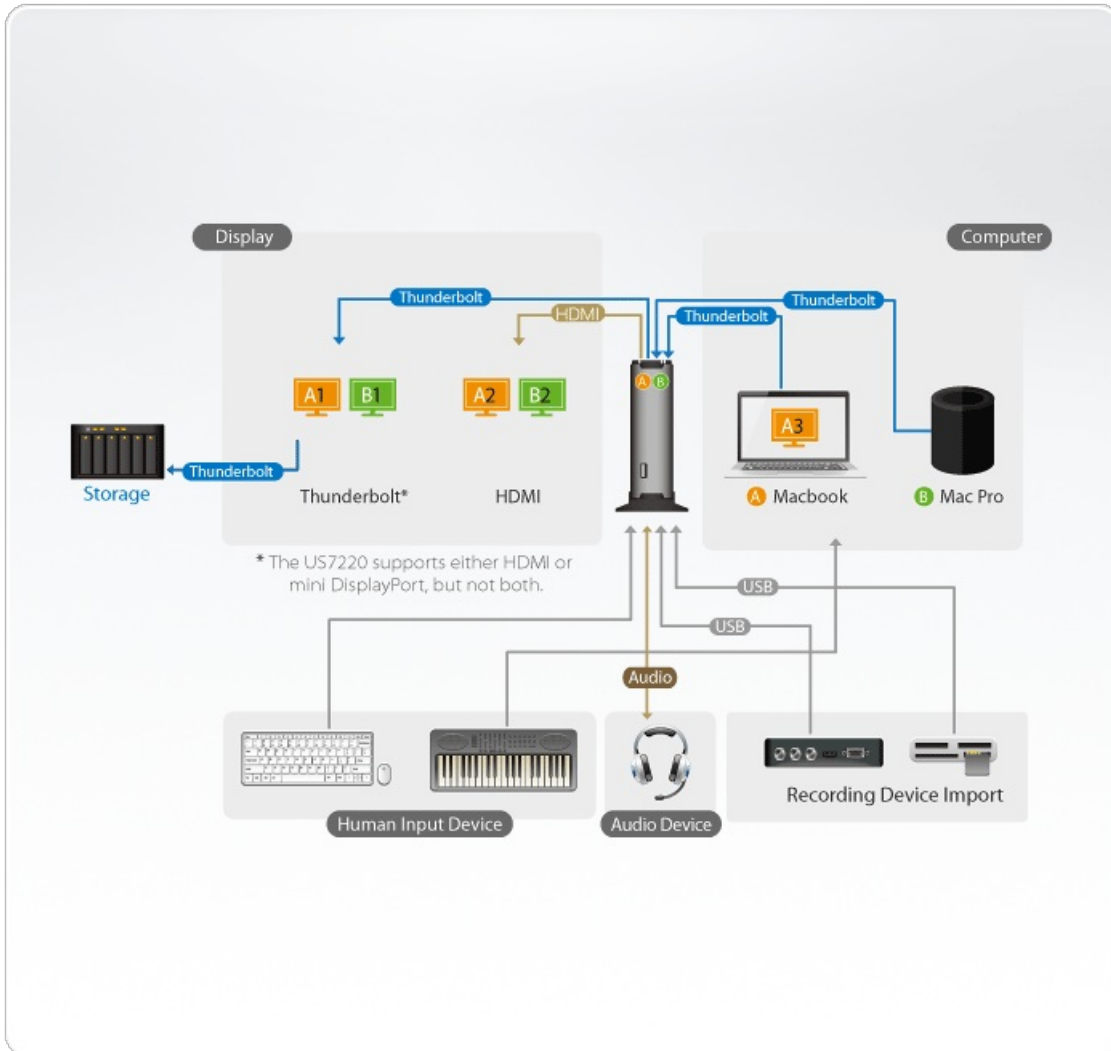 Display
Computer
Thunderbolt
Thunderbolt
HDMI
Thunderbolt
A B
A1 B1 A2 B2
A3
Thunderbolt
Storage
Thunderbolt*
HDMI
A Macbook
B Mac Pro
* The US7220 supports either HDMI or
mini DisplayPort, but not both.
USB
USB
Audio
Recording Device Import
Human Input Device
Audio Device